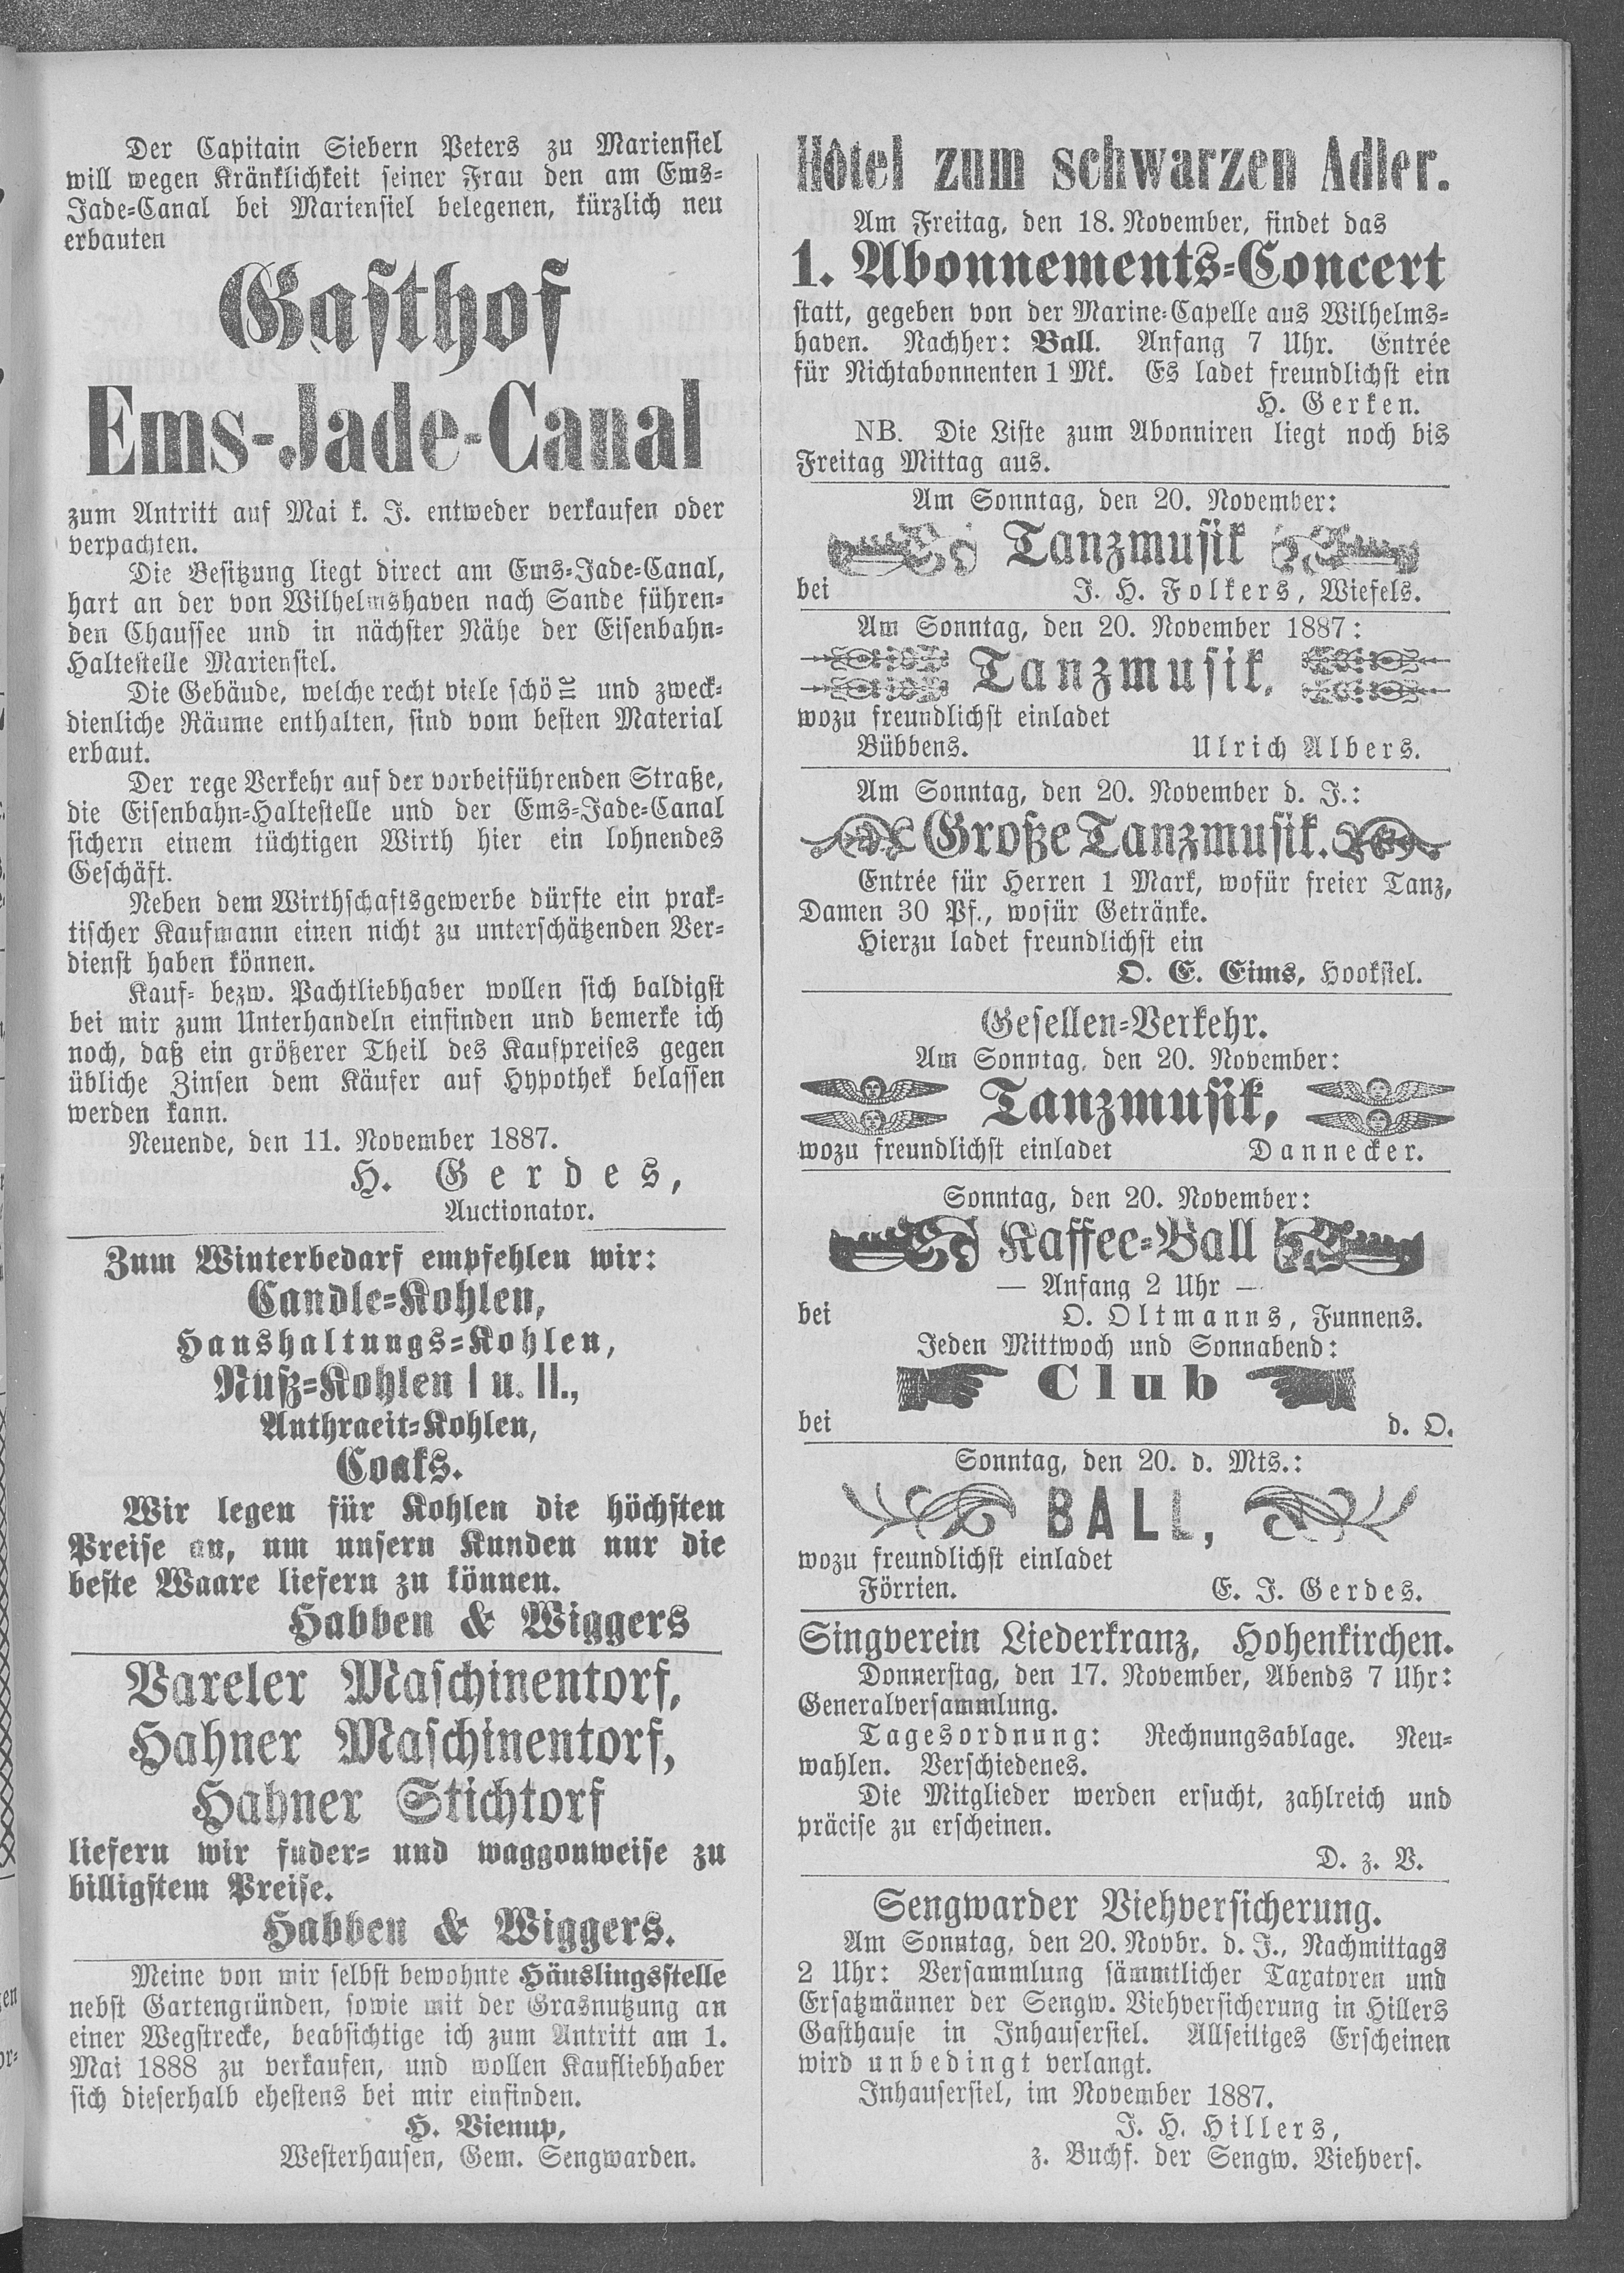 Der Capitain Siebern Peters zu Mariensiel
will wegen Kränklichkeit seiner Frau den am Ems-
Jade-Canal bei Mariensiel belegenen, kürzlich neu
erbauten
Gasthof
Ems-Jade-Canal
zum Antritt auf Mai k. J. entweder verkaufen oder
verpachten.
Die Besitzung liegt direct am Ems-Jade-Canal,
hart an der von Wilhelmshaven nach Sande führen-
den Chaussee und in nächster Nähe der Eisenbahn-
Haltestelle Mariensiel.
Die Gebäude, welche recht viele schöne und zweck-
dienliche Räume enthalten, sind vom besten Material
erbaut.
Der rege Verkehr auf der vorbeiführenden Straße,
die Eisenbahn-Haltestelle und der Ems-Jade-Canal
sichern einem tüchtigen Wirth hier ein lohnendes
Geschäft.
Neben dem Wirthschaftsgewerbe dürfte ein prak-
tischer Kaufmann einen nicht zu unterschätzenden Ver-
dienst haben können.
Kauf- bezw. Pachtliebhaber wollen sich baldigst
bei mir zum Unterhandeln einfinden und bemerke ich
noch, daß ein größerer Theil des Kaufpreises gegen
übliche Zinsen dem Käufer auf Hypothek belassen
werden kann.
Neuende, den 11. November 1887.
H. Gerdes,
Auctionator.
Zum Winterbedarf empfehlen wir:
Candle-Kohlen,
Haushaltungs-Kohlen,
Nuß-Kohlen I u. II.,
Anthracit-Kohlen,
Coaks.
Wir legen für Kohlen die höchsten
Preise an, um unsern Kunden nur die
beste Waare liefern zu können.
Habben & Wiggers
Vareler Maschinentorf,
Hahner Maschinentorf,
Hahner Stichtorf
liefern wir fuder- und waggonweise zu
billigstem Preise.
Habben & Wiggers.
Meine von mir selbst bewohnte Häuslingsstelle
nebst Gartengründen, sowie mit der Grasnutzung an
einer Wegstrecke, beabsichtige ich zum Antritt am 1.
Mai 1888 zu verkaufen, und wollen Kaufliebhaber
sich dieserhalb ehestens bei mir einfinden.
H. Vienup,
Westerhausen, Gem. Sengwarden.
Hôtel zum schwarzen Adler.
Am Freitag, den 18. November, findet das
1. Abonnements-Concert
statt, gegeben von der Marine-Capelle aus Wilhelms-
haven. Nachher: Ball. Anfang 7 Uhr. Entrée
für Nichtabonnenten 1 Mk. Es ladet freundlichst ein
H. Gerken.
NB. Die Liste zum Abonniren liegt noch bis
Freitag Mittag aus.
Am Sonntag, den 20. November:
Tanzmusik
bei J. H. Folkers, Wiefels.
Am Sonntag, den 20. November 1887:
Tanzmusik,
wozu freundlichst einladet
Bübbens. Ulrich Albers.
Am Sonntag, den 20. November d. J.:
Große Tanzmusik.
Entrée für Herren 1 Mark, wofür freier Tanz,
Damen 30 Pf., wofür Getränke.
Hierzu ladet freundlichst ein
O. E. Eims, Hooksiel.
Gesellen-Verkehr.
Am Sonntag, den 20. November:
Tanzmusik,
wozu freundlichst einladet Dannecker.
Sonntag, den 20. November:
Kaffee-Ball
— Anfang 2 Uhr —
bei O. Oltmanns, Funnens.
Jeden Mittwoch und Sonnabend:
Club
bei d. O.
Sonntag, den 20. d. Mts.:
BALL,
wozu freundlichst einladet
Förrien. E. J. Gerdes.
Singverein Liederkranz, Hohenkirchen.
Donnerstag, den 17. November, Abends 7 Uhr:
Generalversammlung.
Tagesordnung: Rechnungsablage. Neu-
wahlen. Verschiedenes.
Die Mitglieder werden ersucht, zahlreich und
präcise zu erscheinen.
D. z. V.
Sengwarder Viehversicherung.
Am Sonntag, den 20. Novbr. d. J., Nachmittags
2 Uhr: Versammlung sämmtlicher Taxatoren und
Ersatzmänner der Sengw. Viehversicherung in Hillers
Gasthause in Inhausersiel. Allseitiges Erscheinen
wird unbedingt verlangt.
Inhausersiel, im November 1887.
J. H. Hillers,
z. Buchf. der Sengw. Viehvers.